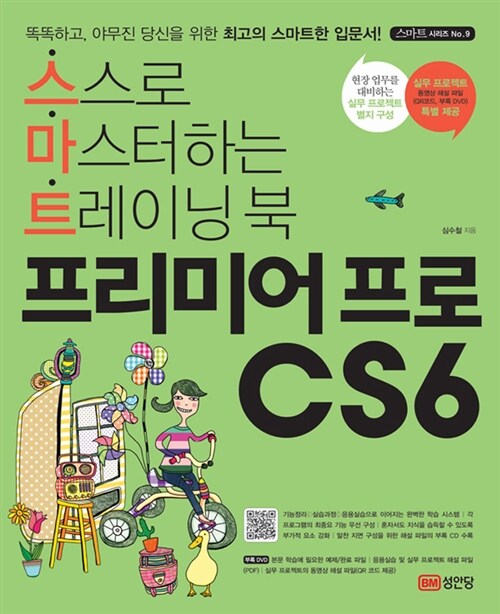 똑똑하고, 야무진 당신을 위한 최고의 스마트한 입문서!
스마트 시리즈 No.9
현장 업무를
대비하는
실무 프로젝트
별지 구성
실무 프로젝트
동영상 해설 파일
(QR코드, 부록 DVD)
특별 제공
스스로
마스터하는
트레이닝 북
심수철 지음
프리미어 프로
CS6
기능정리 | 실습과정 | 응용실습으로 이어지는 완벽한 학습 시스템 | 각
프로그램의 최종요 기능 우선 구성 | 혼자서도 지식을 습득할 수 있도록
부가적 요소 강화 | 알찬 지면 구성을 위한 해설 파일의 부록 CD 수록
부록 DVD 본문 학습에 필요한 예제/완료 파일 | 응용실습 및 실무 프로젝트 해설 파일
(PDF) | 실무 프로젝트의 동영상 해설 파일(QR 코드 제공)
BM 성안당